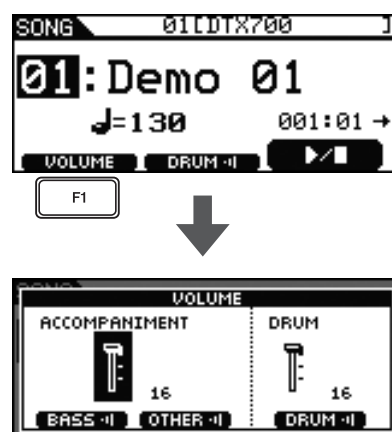 SONG 01[DTX700 ]
01:Demo 01
♩=130 001:01→
VOLUME DRUM
F1
VOLUME
ACCOMPANIMENT DRUM
16 16
BASS OTHER DRUM